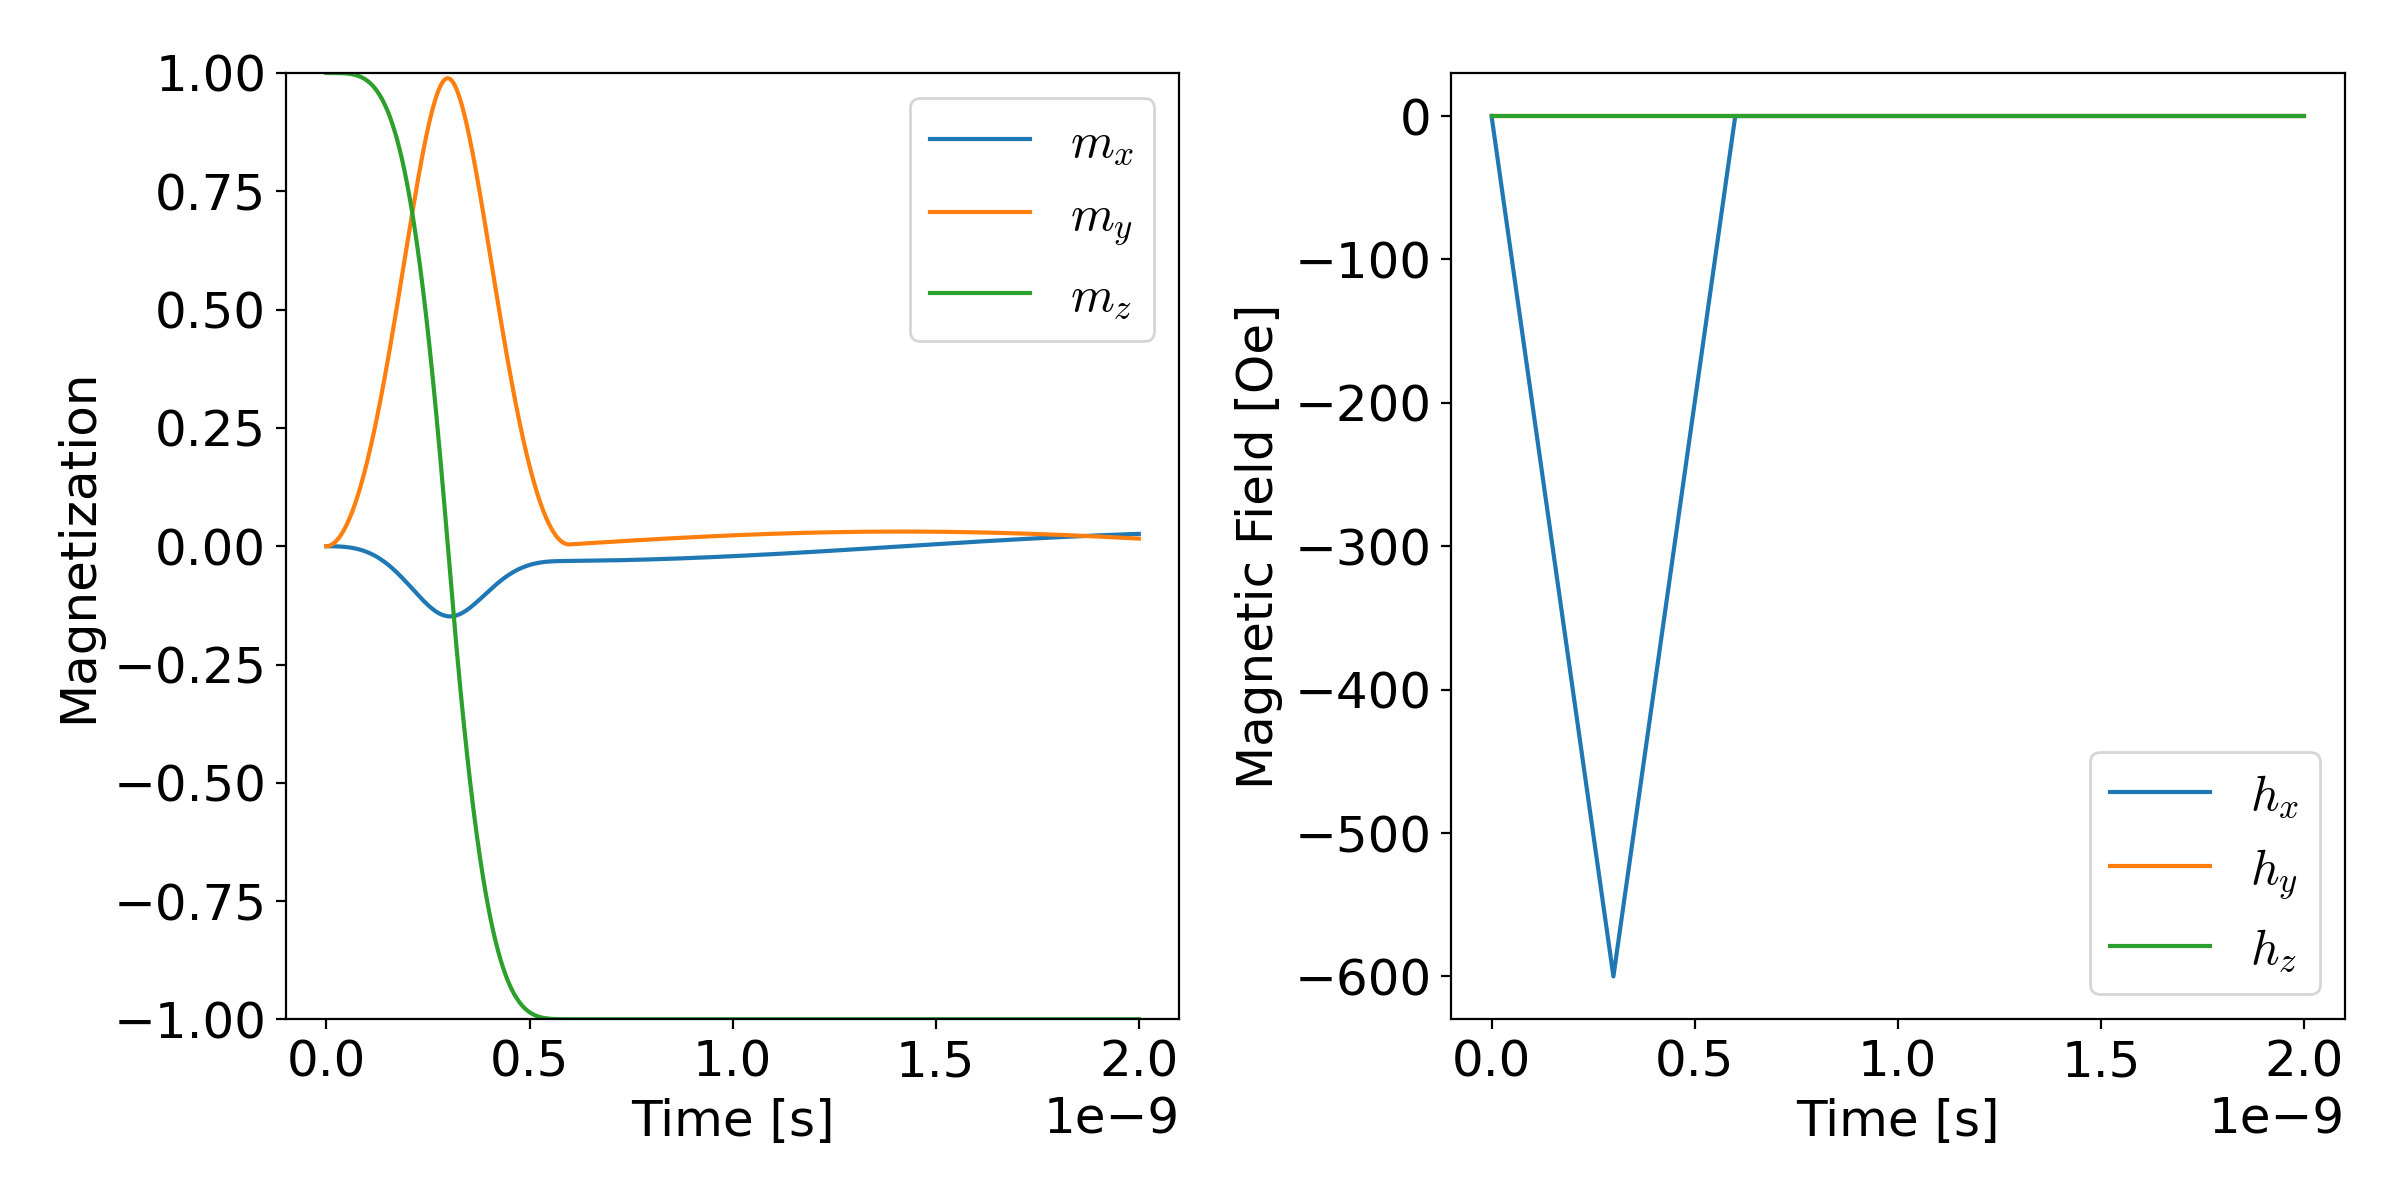 1.00
0.75
0.50
0.25
0.00
−0.25
−0.50
−0.75
−1.00
Magnetization
m_x
m_y
m_z
0.0 0.5 1.0 1.5 2.0
Time [s]
1e−9
0
−100
−200
−300
−400
−500
−600
Magnetic Field [Oe]
h_x
h_y
h_z
0.0 0.5 1.0 1.5 2.0
Time [s]
1e−9